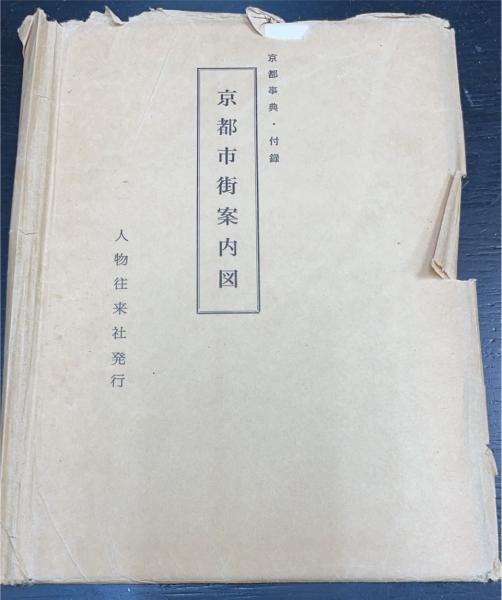 京都事典・付録
京都市街案内図
人物往来社発行